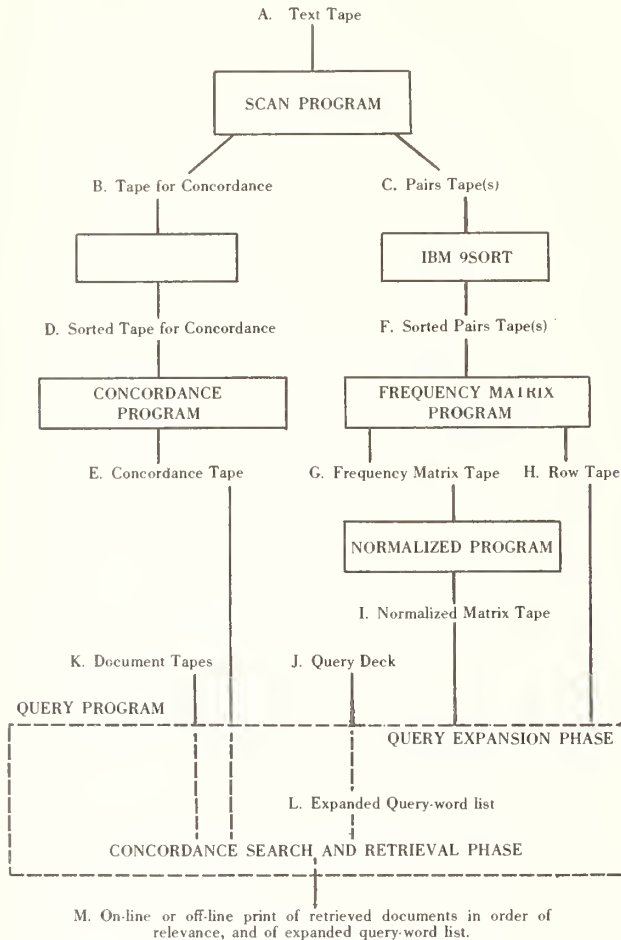 A. Text Tape
SCAN PROGRAM
B. Tape for Concordance
C. Pairs Tape(s)
IBM 9SORT
D. Sorted Tape for Concordance
F. Sorted Pairs Tape(s)
CONCORDANCE
PROGRAM
FREQUENCY MATRIX
PROGRAM
E. Concordance Tape
G. Frequency Matrix Tape
H. Row Tape
NORMALIZED PROGRAM
I. Normalized Matrix Tape
K. Document Tapes
J. Query Deck
QUERY PROGRAM
QUERY EXPANSION PHASE
L. Expanded Query-word list
CONCORDANCE SEARCH AND RETRIEVAL PHASE
M. On-line or off-line print of retrieved documents in order of
relevance, and of expanded query-word list.